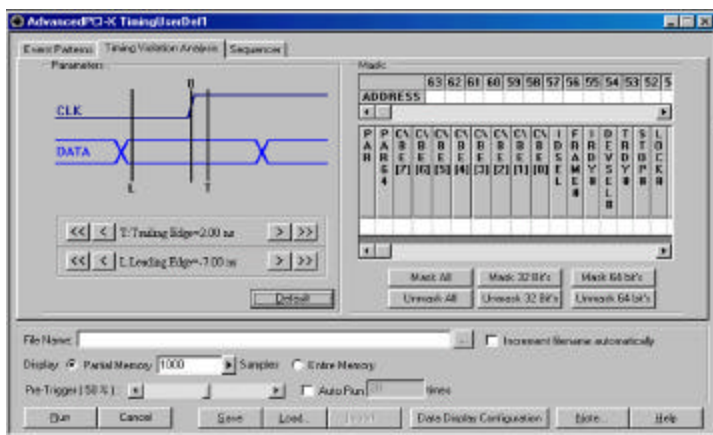 AdvancedPCI-X TimingUserDef1
Event Patterns Timing Violation Analysis Sequencer
Parameters
0
CLK
DATA
L T
<< < T:Trailing Edge=2.00 ns > >>
<< < L:Leading Edge=-7.00 ns > >>
Default
Mask
63 62 61 60 59 58 57 56 55 54 53 52 5
ADDRESS
PAR PAR64 C\BE[7] C\BE[6] C\BE[5] C\BE[4] C\BE[3] C\BE[2] C\BE[1] C\BE[0] IDSEL FRAME# IRDY# DEVSEL# TRDY# STOP# LOCK#
Mask All Mask 32 Bit's Mask 64 bit's
Unmask All Unmask 32 Bit's Unmask 64 bit's
File Name: ... Increment filename automatically
Display: Partial Memory 1000 Samples Entire Memory
Pre-Trigger ( 50 % ): Auto Run times
Run Cancel Save Load... Data Display Configuration Note... Help